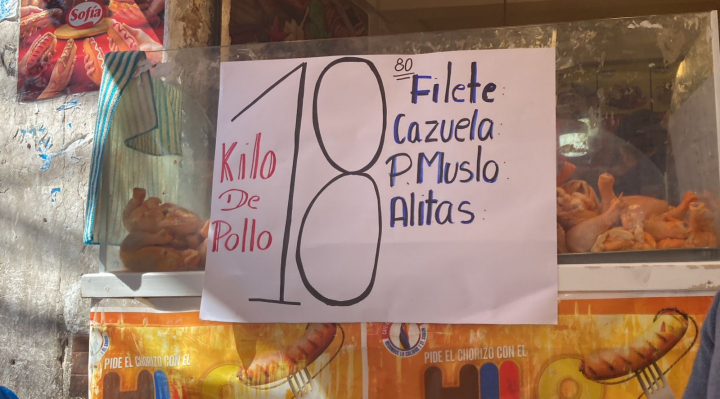 Sofía
Kilo
De
Pollo
18 80
Filete
Cazuela
P. Muslo
Alitas
PIDE EL CHORIZO CON EL
PIDE EL CHORIZO CON EL